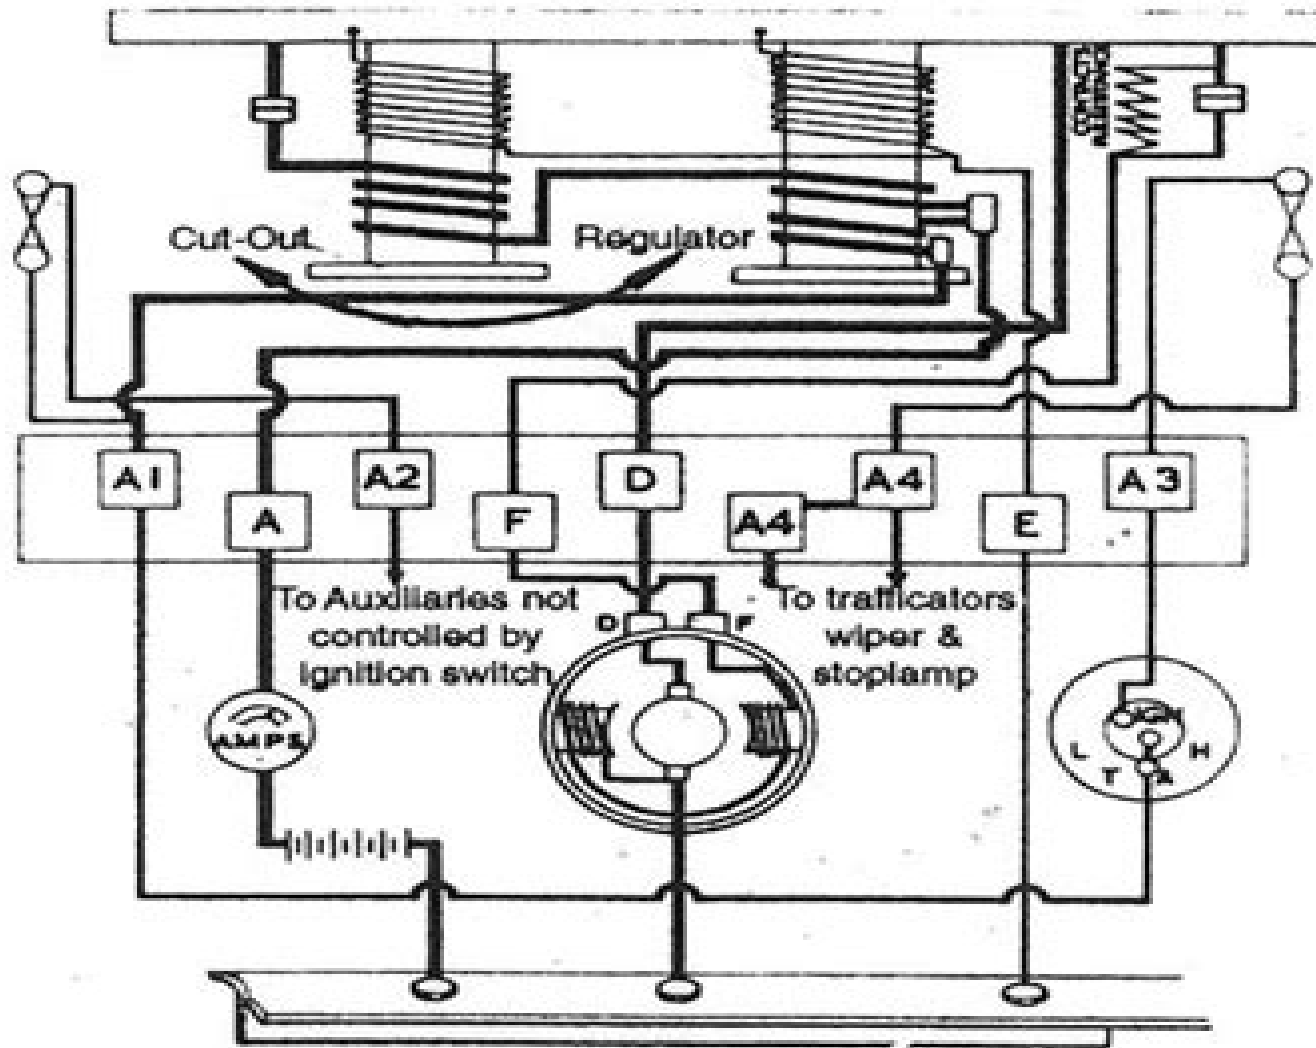 Cut-Out
Regulator
A1
A
A2
F
D
A4
A4
E
A3
To Auxiliaries not
controlled by
ignition switch
To trafficators
wiper &
stoplamp
D
F
AMPS
IGN
L
H
T
A